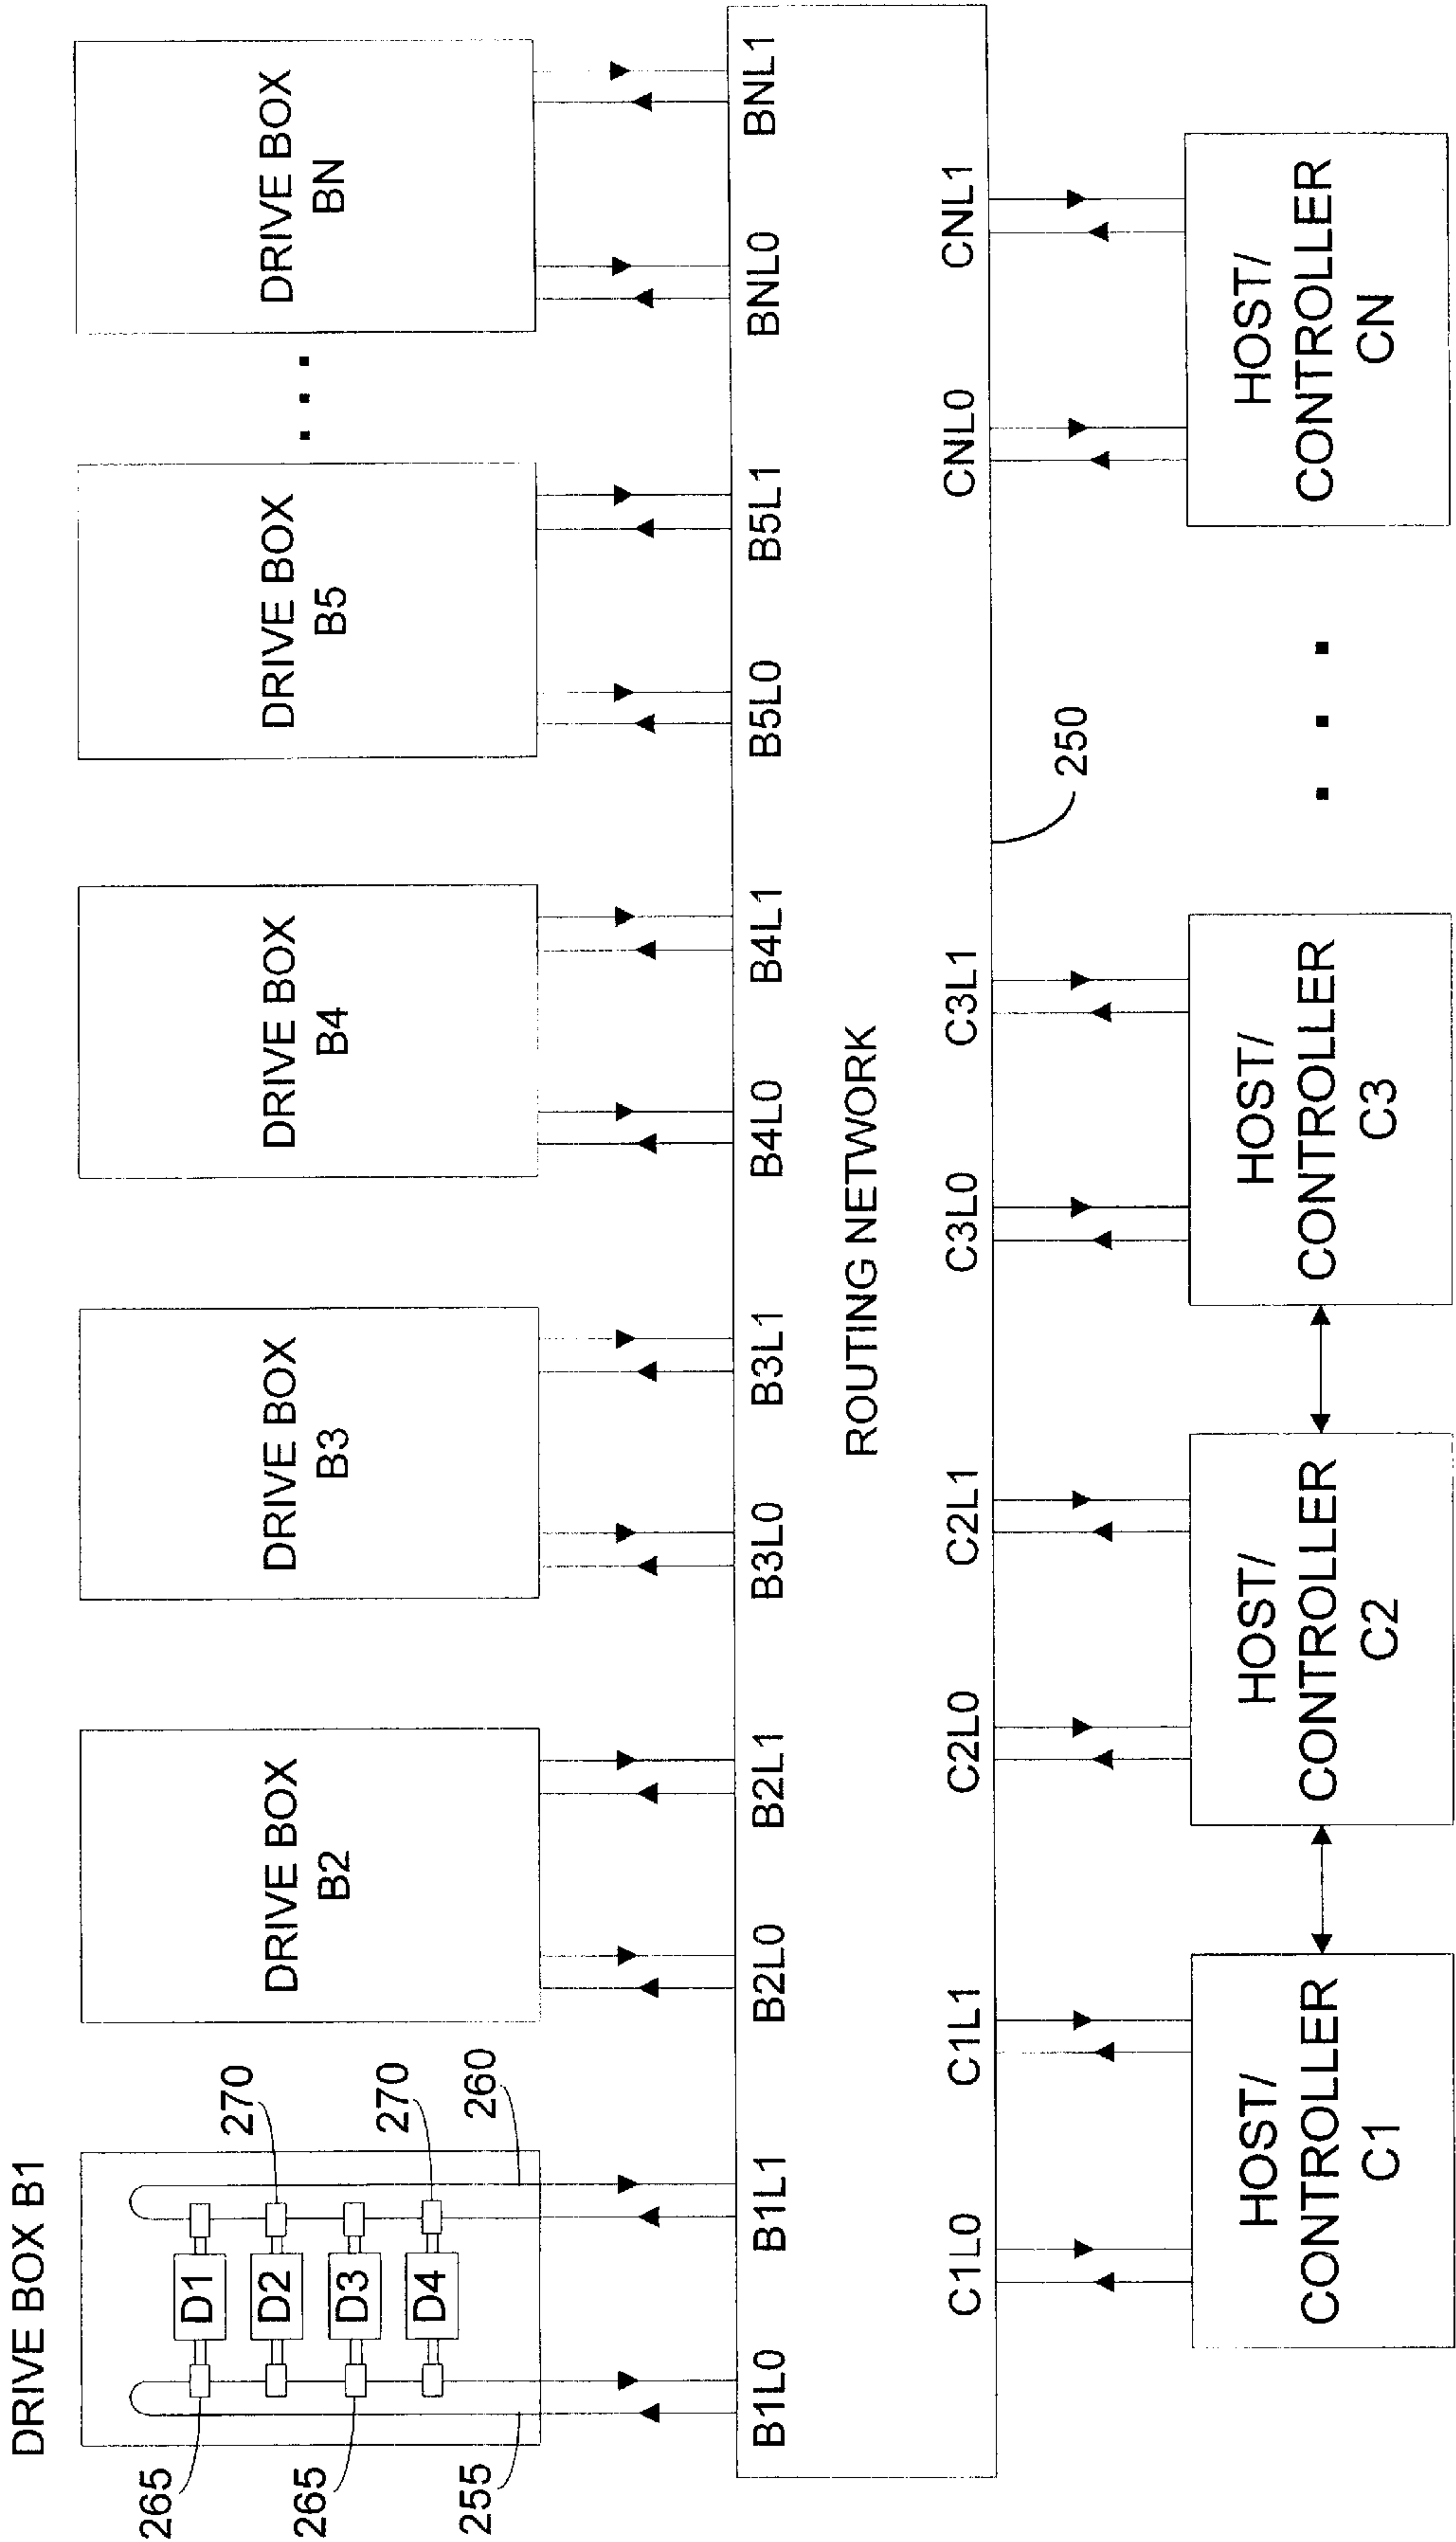 DRIVE BOX B1
265
265
255
D1
D2
D3
D4
270
270
260
DRIVE BOX
B2
DRIVE BOX
B3
DRIVE BOX
B4
DRIVE BOX
B5
DRIVE BOX
BN
B1L0
B1L1
B2L0
B2L1
B3L0
B3L1
B4L0
B4L1
B5L0
B5L1
BNL0
BNL1
ROUTING NETWORK
C1L0
C1L1
C2L0
C2L1
C3L0
C3L1
CNL0
CNL1
250
HOST/
CONTROLLER
C1
HOST/
CONTROLLER
C2
HOST/
CONTROLLER
C3
HOST/
CONTROLLER
CN